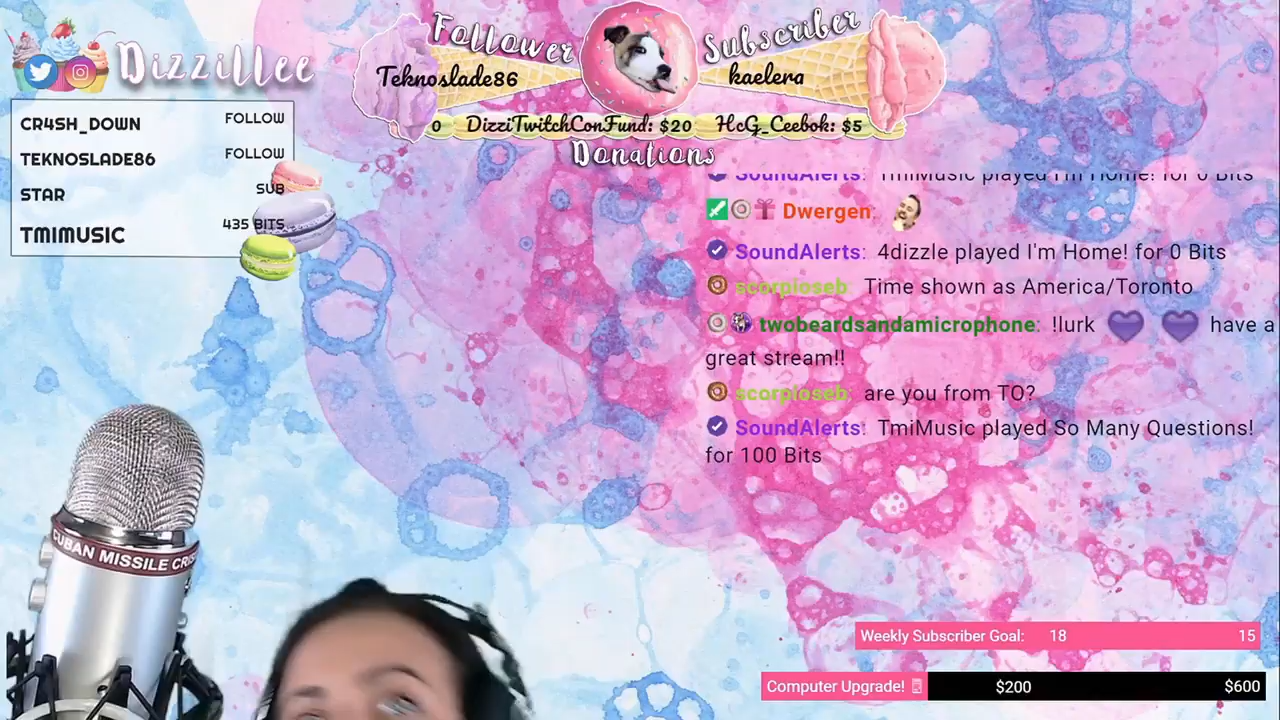 Dizzillee
Follower
Teknoslade86
Subscriber
kaelera
0 DizziTwitchConFund: $20 HcG_Ceebok: $5
Donations
CR4SH_DOWN FOLLOW
TEKNOSLADE86 FOLLOW
STAR SUB
TMIMUSIC 435 BITS
SoundAlerts: TmiMusic played I'm Home! for 0 Bits
Dwergen:
SoundAlerts: 4dizzle played I'm Home! for 0 Bits
scorpioseb: Time shown as America/Toronto
twobeardsandamicrophone: !lurk have a
great stream!!
scorpioseb: are you from TO?
SoundAlerts: TmiMusic played So Many Questions!
for 100 Bits
CUBAN MISSILE CRIS
Weekly Subscriber Goal: 18 15
Computer Upgrade! $200 $600